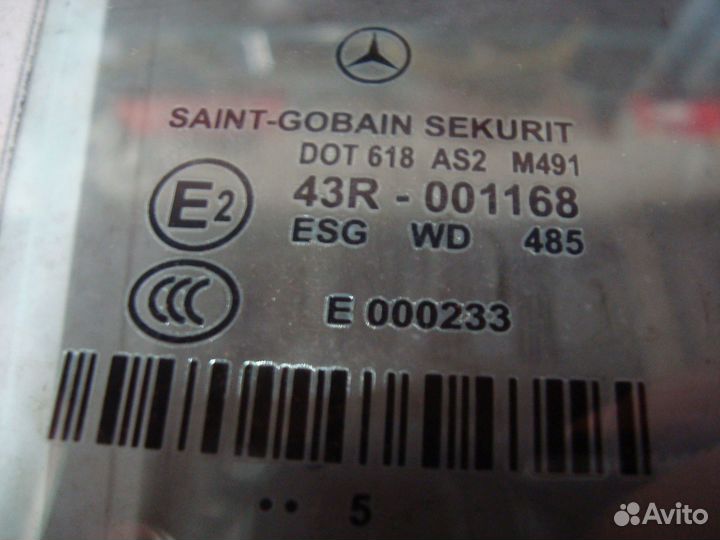 SAINT-GOBAIN SEKURIT
DOT 618 AS2 M491
E2 43R - 001168
ESG WD 485
CCC E 000233
.. 5
Avito